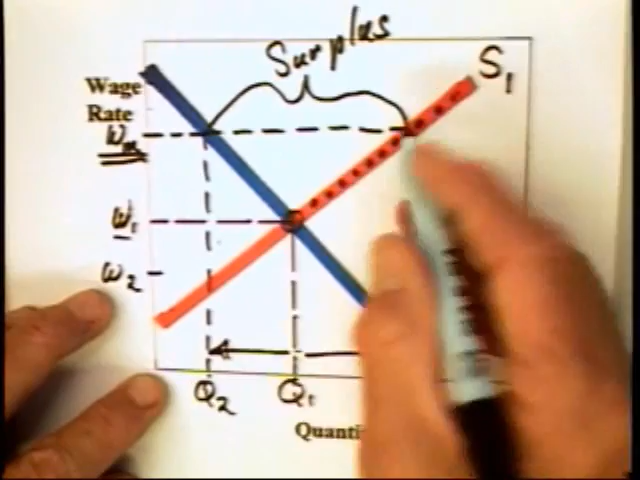 Surplus
S₁
Wage
Rate
Wm
W₁
W₂
Q₂
Q₁
Quanti